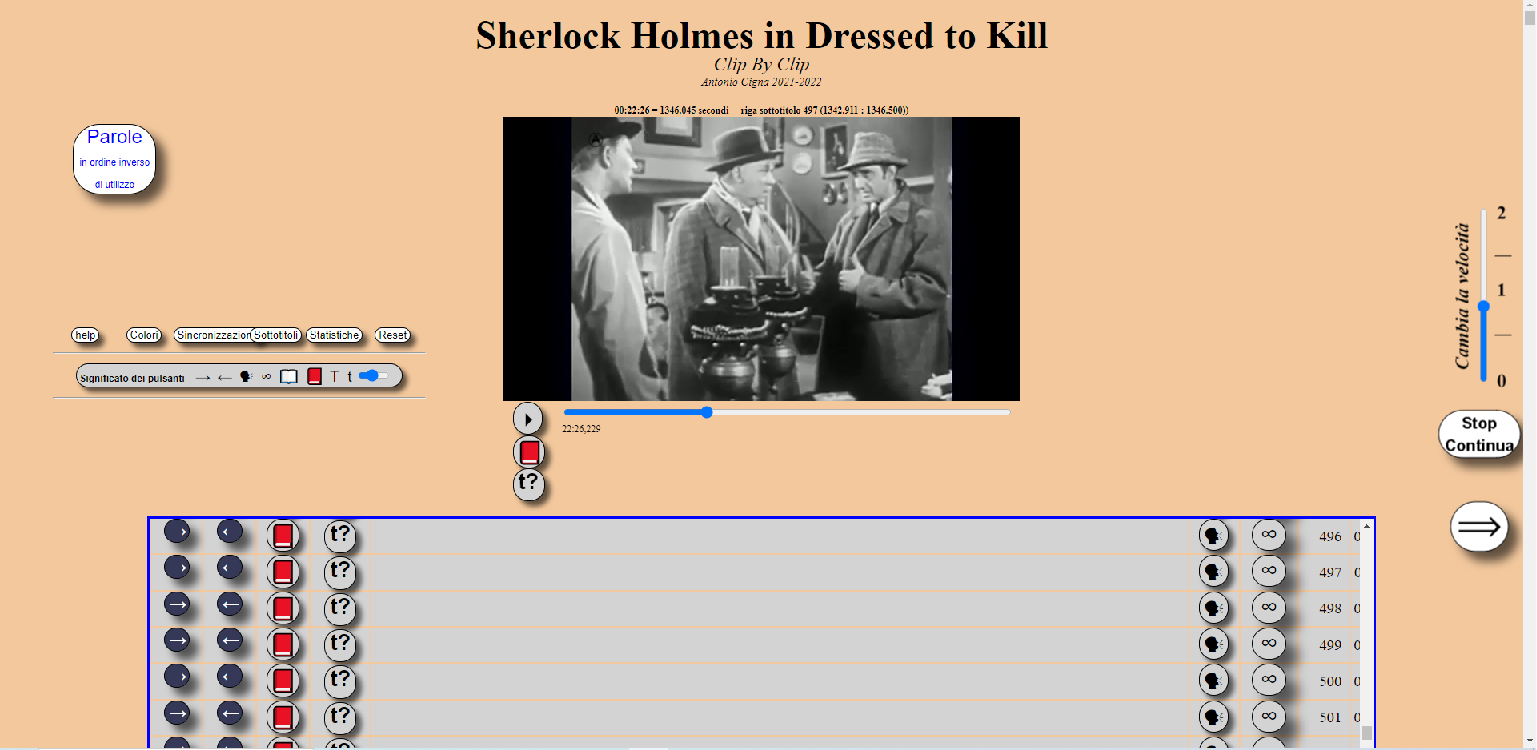 Sherlock Holmes in Dressed to Kill
Clip By Clip
Antonio Cigna 2021-2022
00:22:26 = 1346.045 secondi riga sottotitolo 497 (1342.911 : 1346.500))
Parole
in ordine inverso
di utilizzo
help Colori Sincronizzazion Sottotitoli Statistiche Reset
Significato dei pulsanti → ← ∞ T t
22:26,229
t?
Cambia la velocità
2
1
0
Stop
Continua
⟹
t? ∞ 496 0
t? ∞ 497 0
→ ← t? ∞ 498 0
→ ← t? ∞ 499 0
t? ∞ 500 0
→ ← t? ∞ 501 0